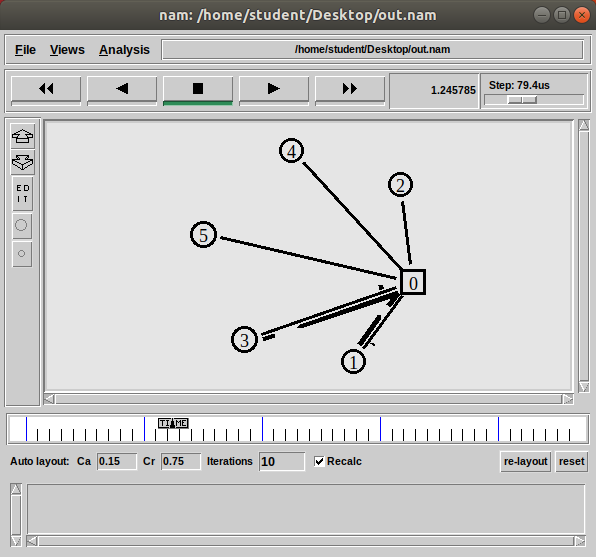 nam: /home/student/Desktop/out.nam
File Views Analysis /home/student/Desktop/out.nam
1.245785 Step: 79.4us
E D
I T
4
2
5
0
3
1
TIME
Auto layout: Ca 0.15 Cr 0.75 Iterations 10 Recalc re-layout reset